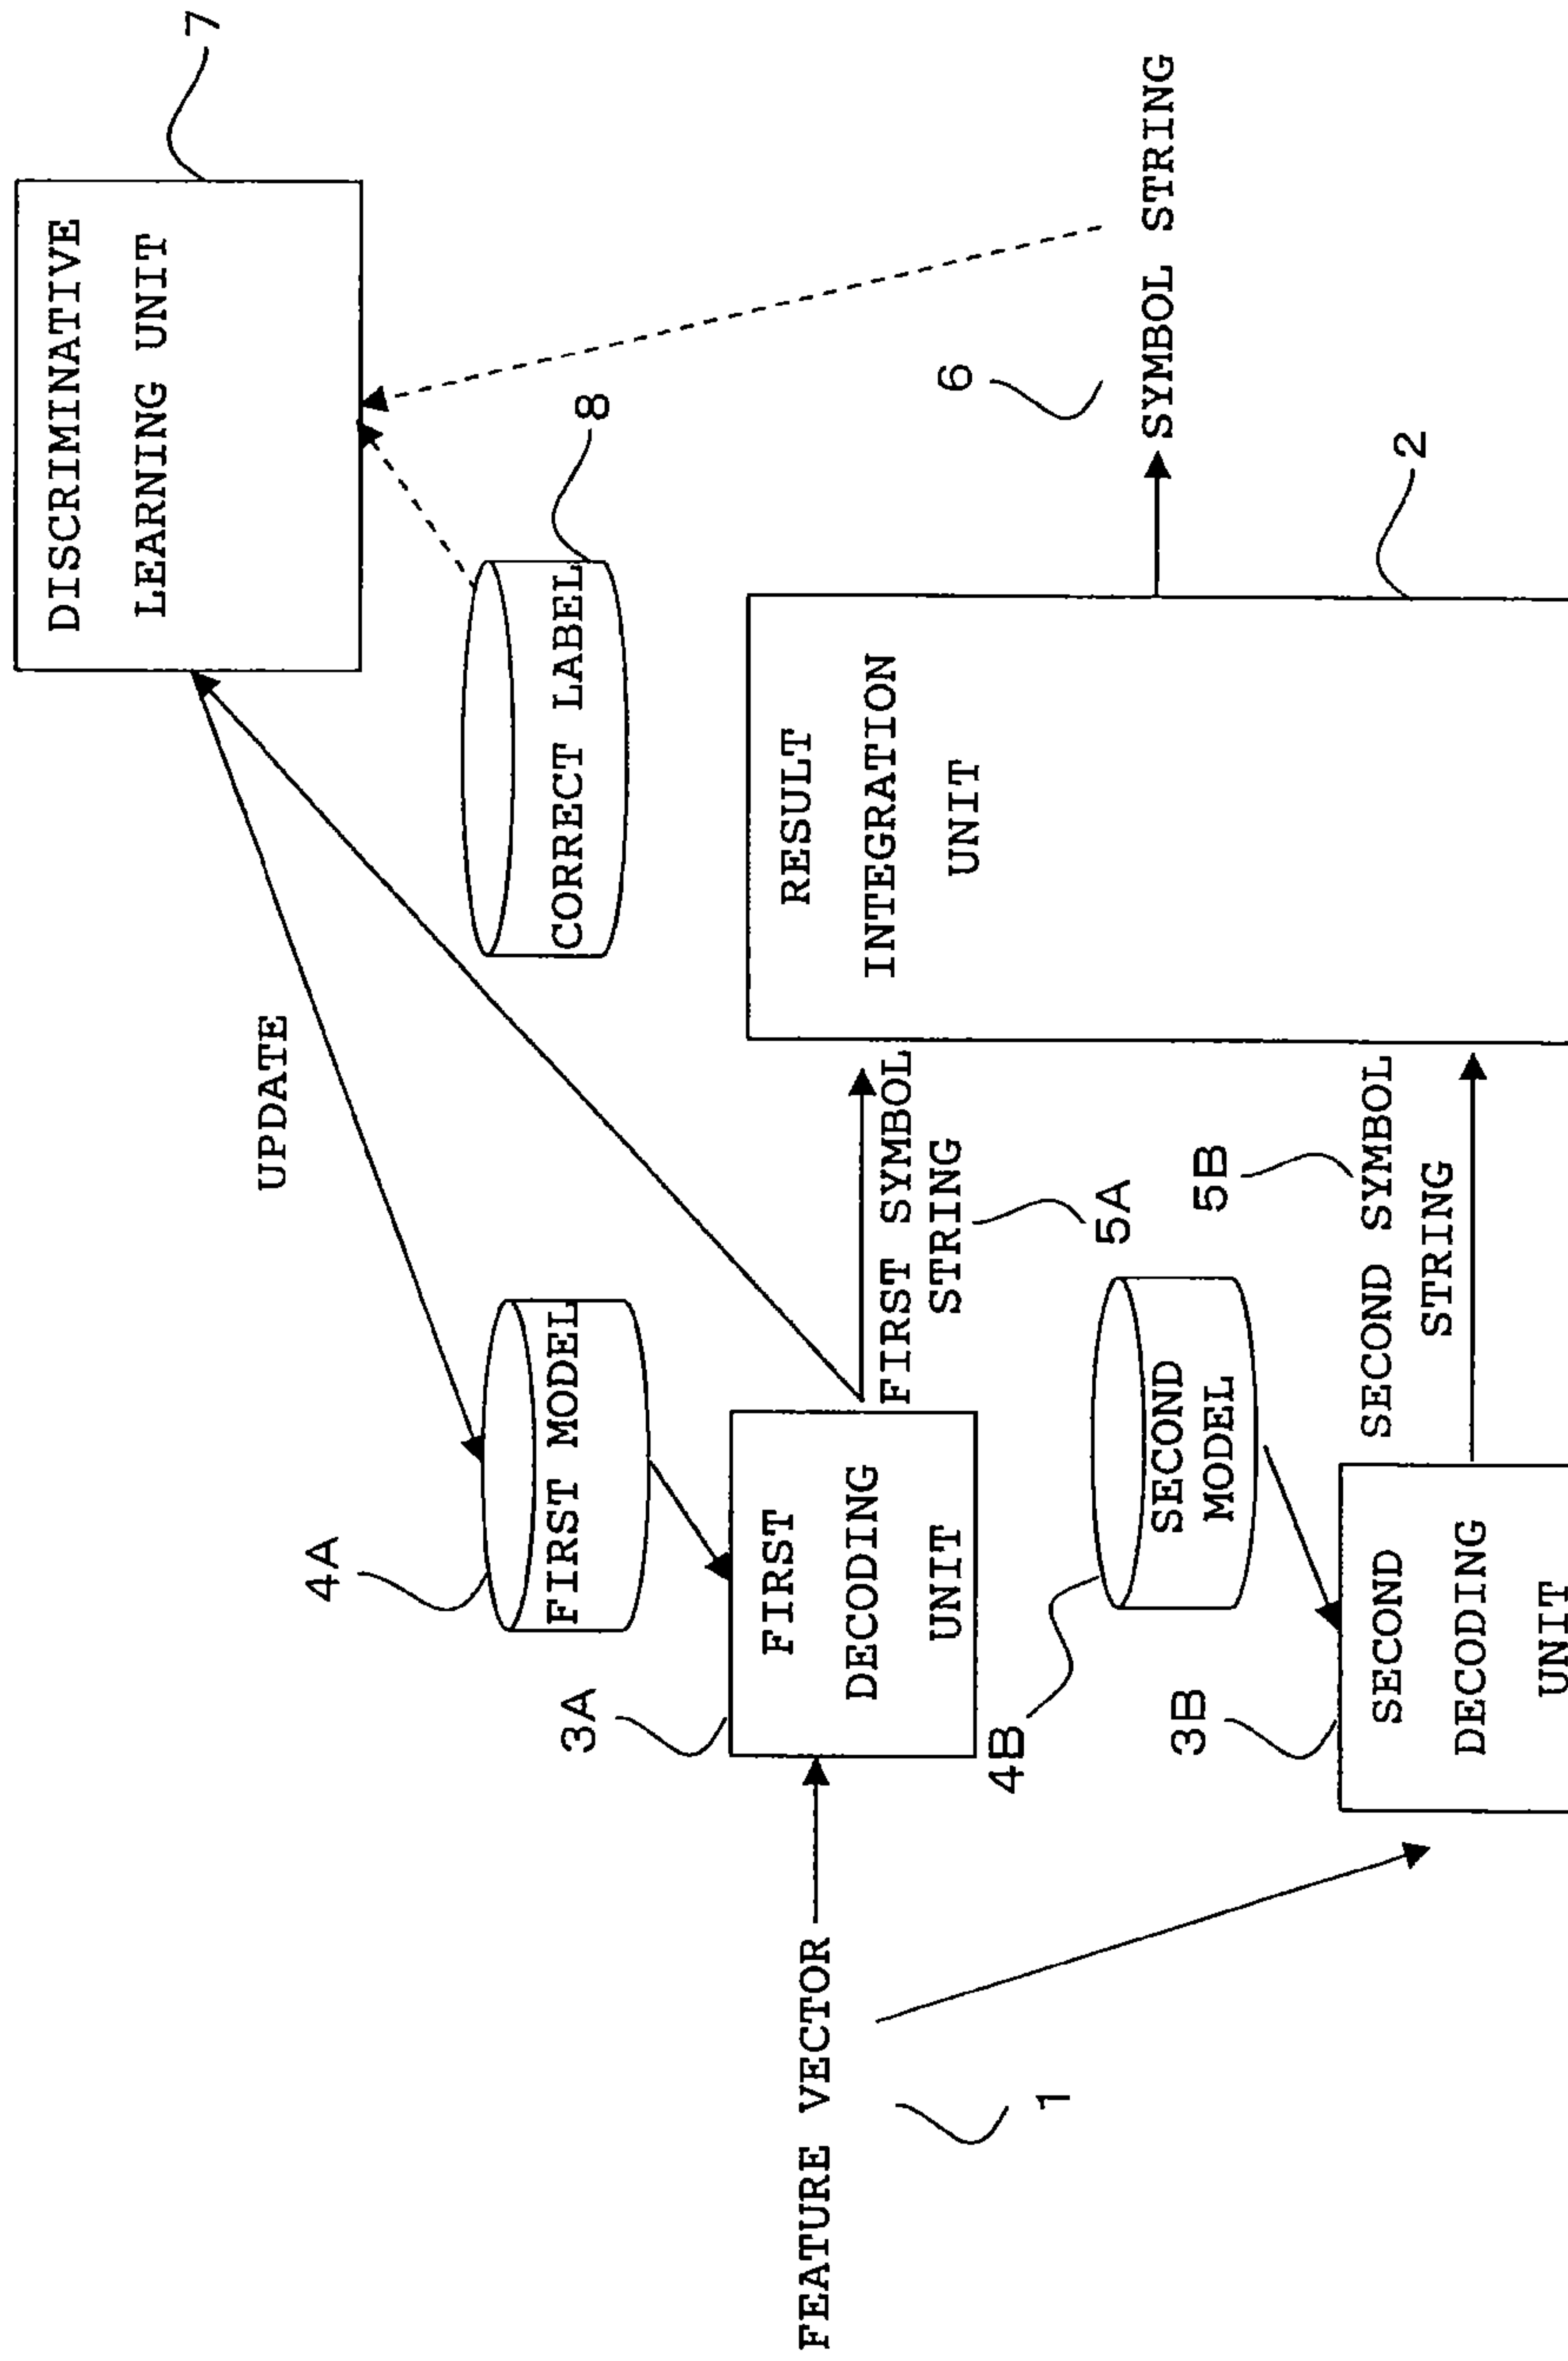 7
DISCRIMINATIVE
LEARNING UNIT
UPDATE
8
CORRECT LABEL
4A
FIRST MODEL
3A
FIRST
DECODING
UNIT
FEATURE VECTOR
1
FIRST SYMBOL
STRING
5A
RESULT
INTEGRATION
UNIT
6
SYMBOL STRING
2
4B
SECOND
MODEL
3B
SECOND
DECODING
UNIT
5B
SECOND SYMBOL
STRING